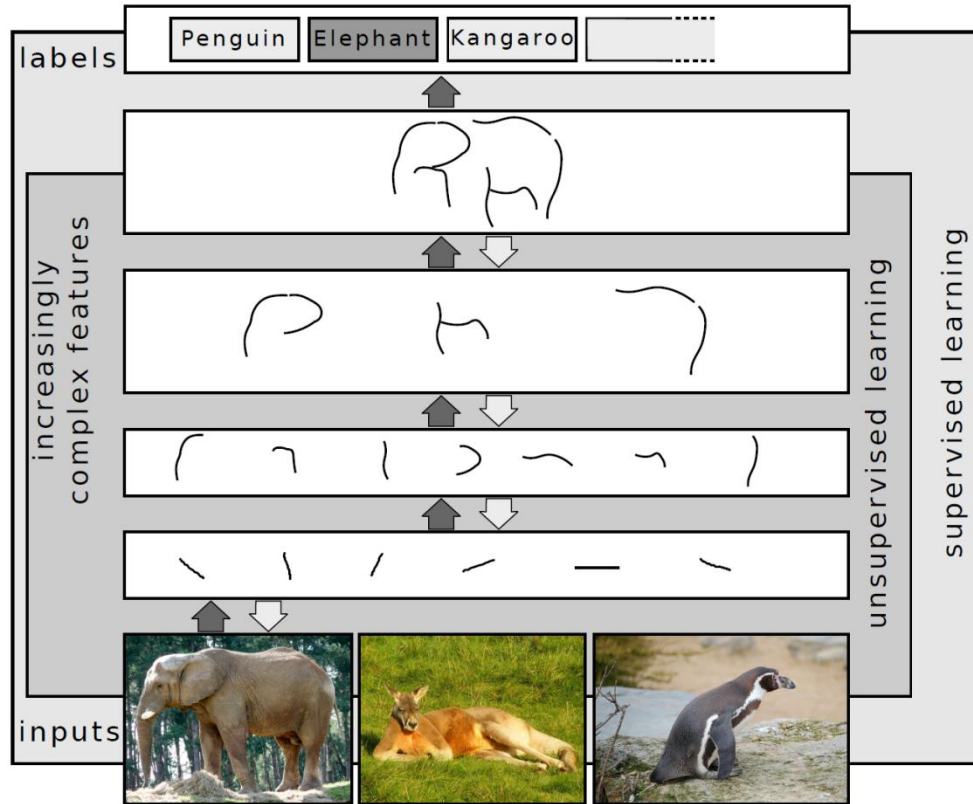 Penguin
Elephant
Kangaroo
labels
increasingly
complex features
unsupervised learning
supervised learning
inputs